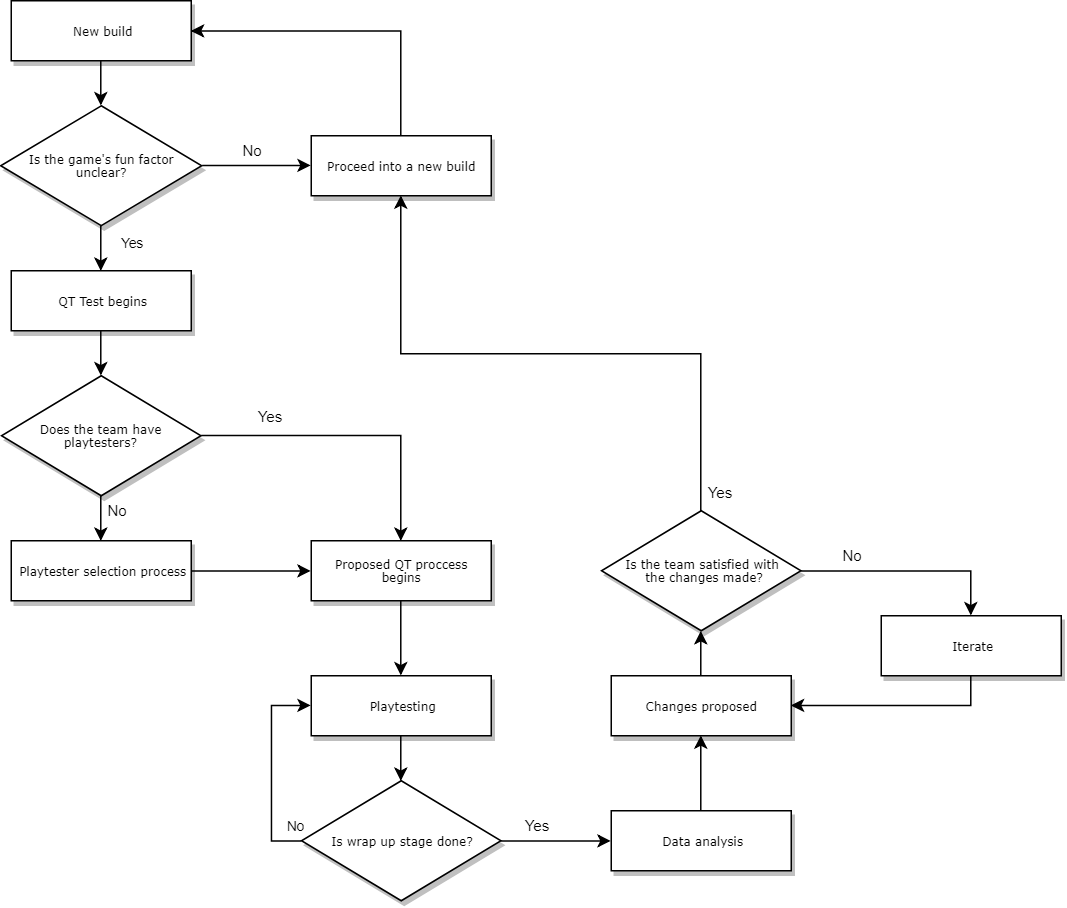 New build
Is the game's fun factor
unclear?
No
Proceed into a new build
Yes
QT Test begins
Does the team have
playtesters?
Yes
No
Playtester selection process
Proposed QT proccess
begins
Playtesting
Is wrap up stage done?
No
Yes
Data analysis
Changes proposed
Is the team satisfied with
the changes made?
Yes
No
Iterate